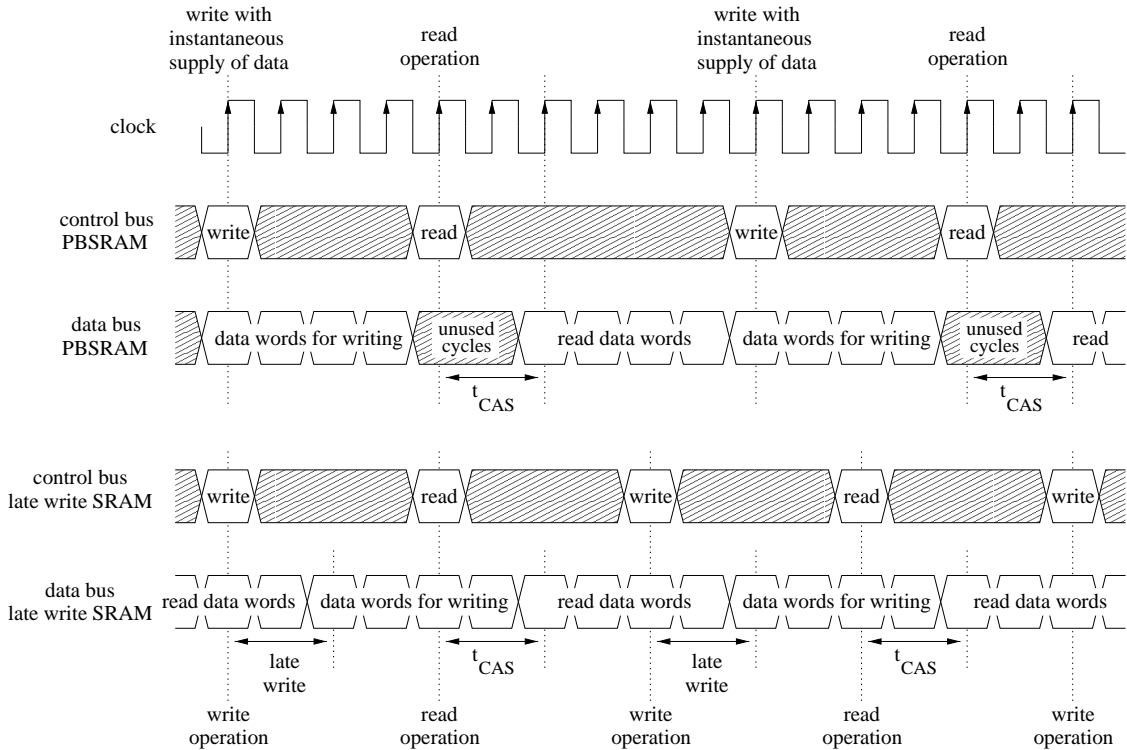 write with
instantaneous
supply of data
read
operation
write with
instantaneous
supply of data
read
operation
clock
control bus
PBSRAM
write
read
write
read
data bus
PBSRAM
data words for writing
unused
cycles
read data words
data words for writing
unused
cycles
read
t CAS
t CAS
control bus
late write SRAM
write
read
write
read
write
data bus
late write SRAM
read data words
data words for writing
read data words
data words for writing
read data words
late
write
t CAS
late
write
t CAS
write
operation
read
operation
write
operation
read
operation
write
operation